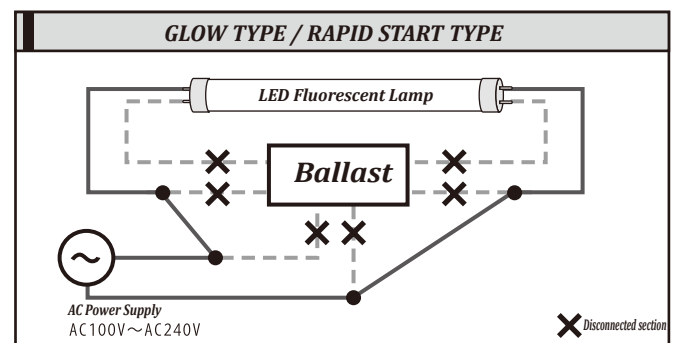 GLOW TYPE / RAPID START TYPE
LED Fluorescent Lamp
Ballast
AC Power Supply
AC100V～AC240V
Disconnected section